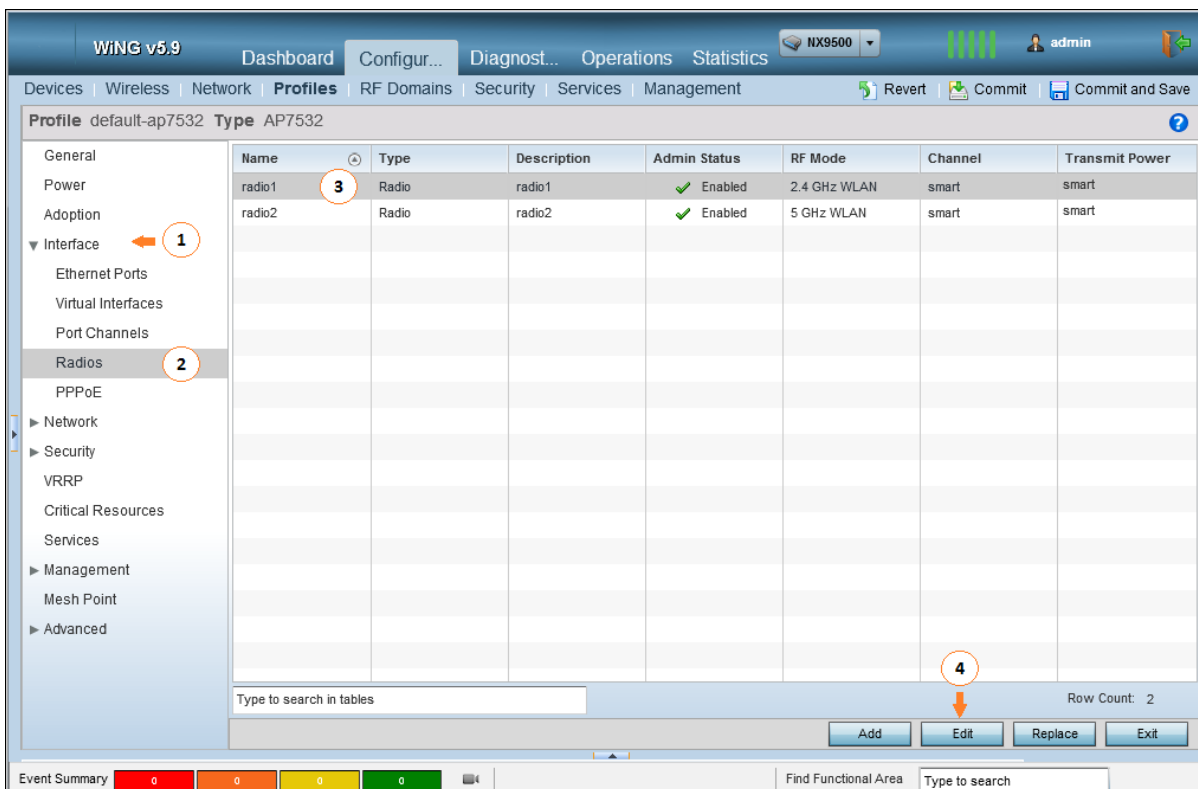 WiNG v5.9
Dashboard Configur... Diagnost... Operations Statistics NX9500 admin
Devices Wireless Network Profiles RF Domains Security Services Management Revert Commit Commit and Save
Profile default-ap7532 Type AP7532 ?
General
Power
Adoption
Interface 1
Ethernet Ports
Virtual Interfaces
Port Channels
Radios 2
PPPoE
Network
Security
VRRP
Critical Resources
Services
Management
Mesh Point
Advanced
Name Type Description Admin Status RF Mode Channel Transmit Power
radio1 3 Radio radio1 Enabled 2.4 GHz WLAN smart smart
radio2 Radio radio2 Enabled 5 GHz WLAN smart smart
4
Type to search in tables Row Count: 2
Add Edit Replace Exit
Event Summary 0 0 0 0 Find Functional Area Type to search